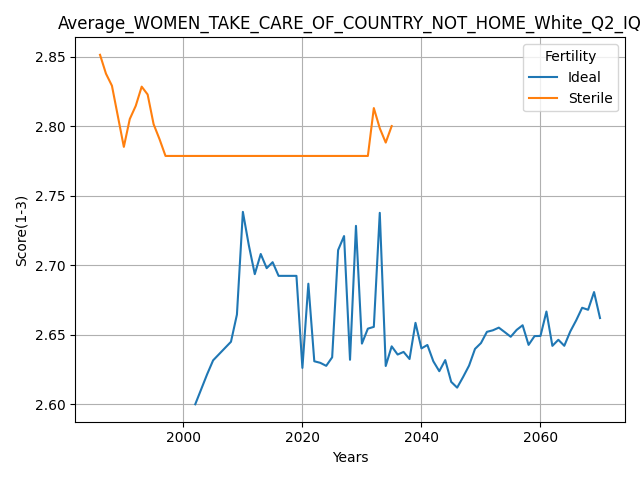 Average_WOMEN_TAKE_CARE_OF_COUNTRY_NOT_HOME_White_Q2_IQ
Fertility
Ideal
Sterile
2.85
2.80
2.75
2.70
2.65
2.60
Score(1-3)
2000
2020
2040
2060
Years